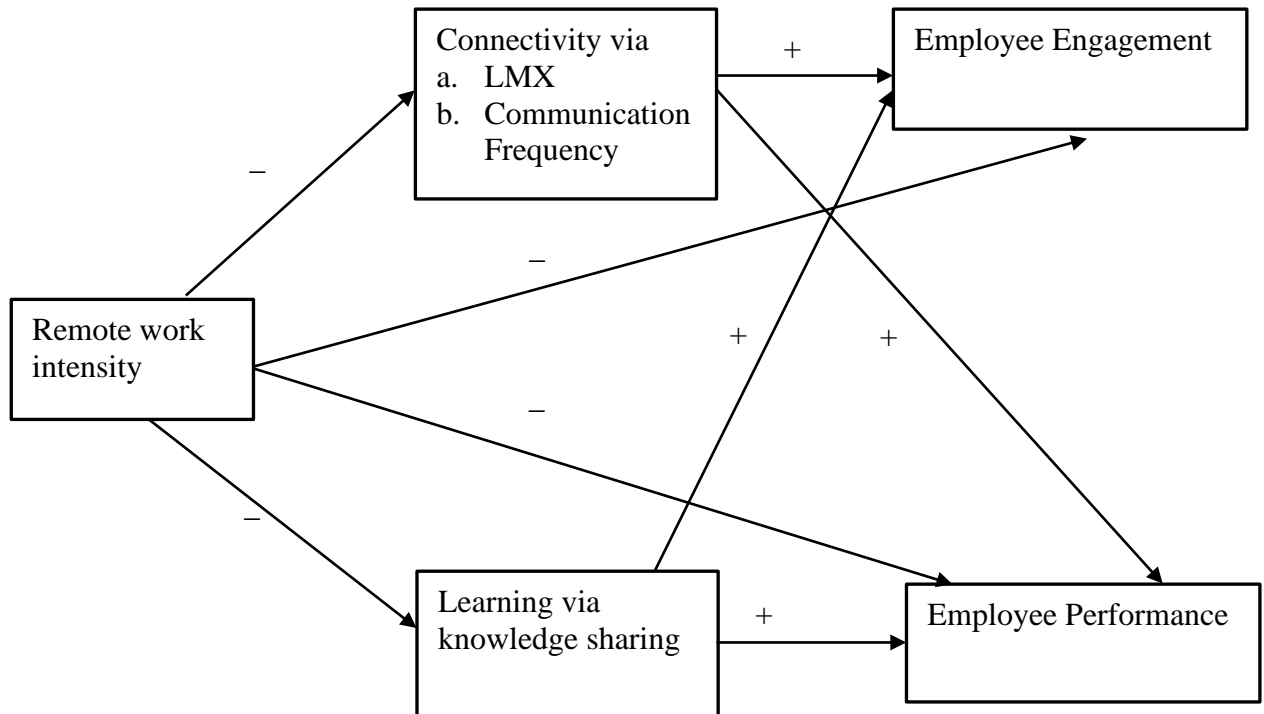 Connectivity via
a. LMX
b. Communication
Frequency
+
Employee Engagement
–
–
Remote work
intensity
+
+
–
–
Learning via
knowledge sharing
+
Employee Performance